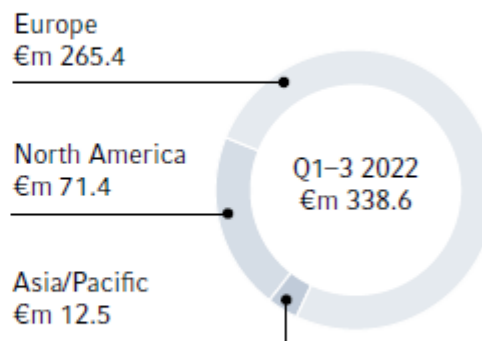 Europe
€m 265.4
North America
€m 71.4
Asia/Pacific
€m 12.5
Q1–3 2022
€m 338.6